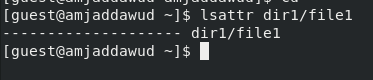 [guest@amjaddawud ~]$ lsattr dir1/file1
-------------------- dir1/file1
[guest@amjaddawud ~]$